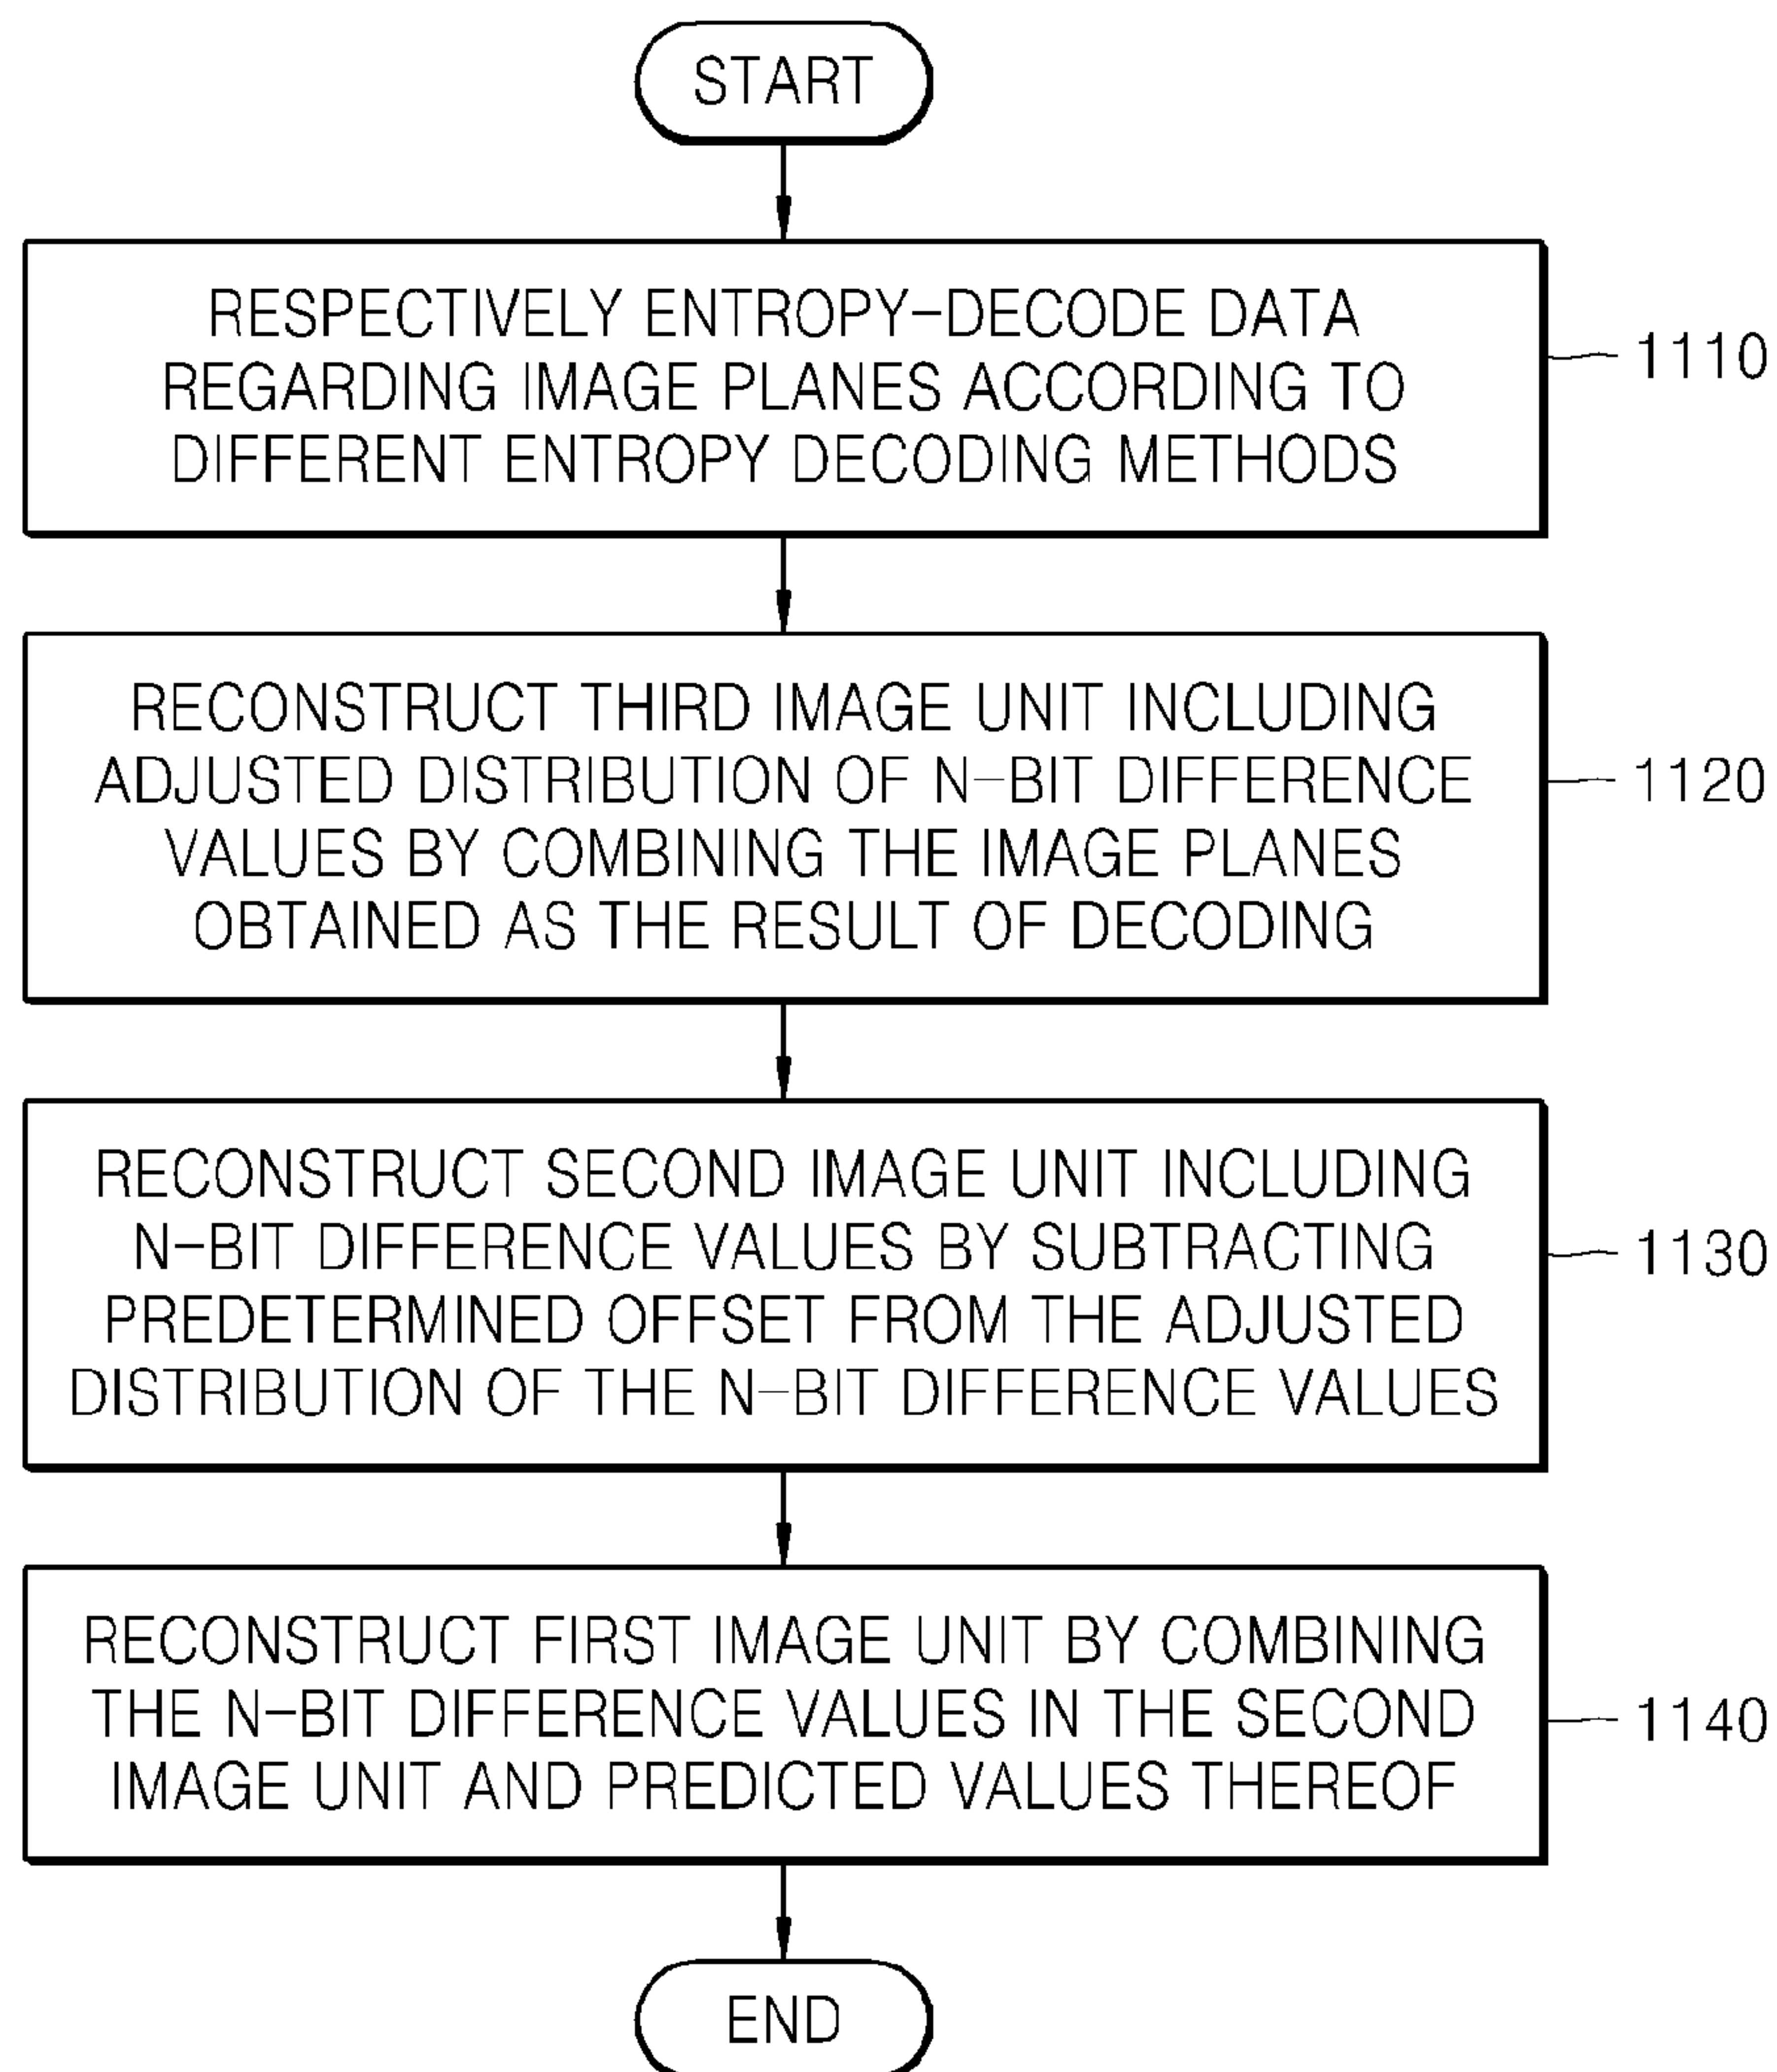 START
RESPECTIVELY ENTROPY-DECODE DATA
REGARDING IMAGE PLANES ACCORDING TO
DIFFERENT ENTROPY DECODING METHODS
1110
RECONSTRUCT THIRD IMAGE UNIT INCLUDING
ADJUSTED DISTRIBUTION OF N-BIT DIFFERENCE
VALUES BY COMBINING THE IMAGE PLANES
OBTAINED AS THE RESULT OF DECODING
1120
RECONSTRUCT SECOND IMAGE UNIT INCLUDING
N-BIT DIFFERENCE VALUES BY SUBTRACTING
PREDETERMINED OFFSET FROM THE ADJUSTED
DISTRIBUTION OF THE N-BIT DIFFERENCE VALUES
1130
RECONSTRUCT FIRST IMAGE UNIT BY COMBINING
THE N-BIT DIFFERENCE VALUES IN THE SECOND
IMAGE UNIT AND PREDICTED VALUES THEREOF
1140
END